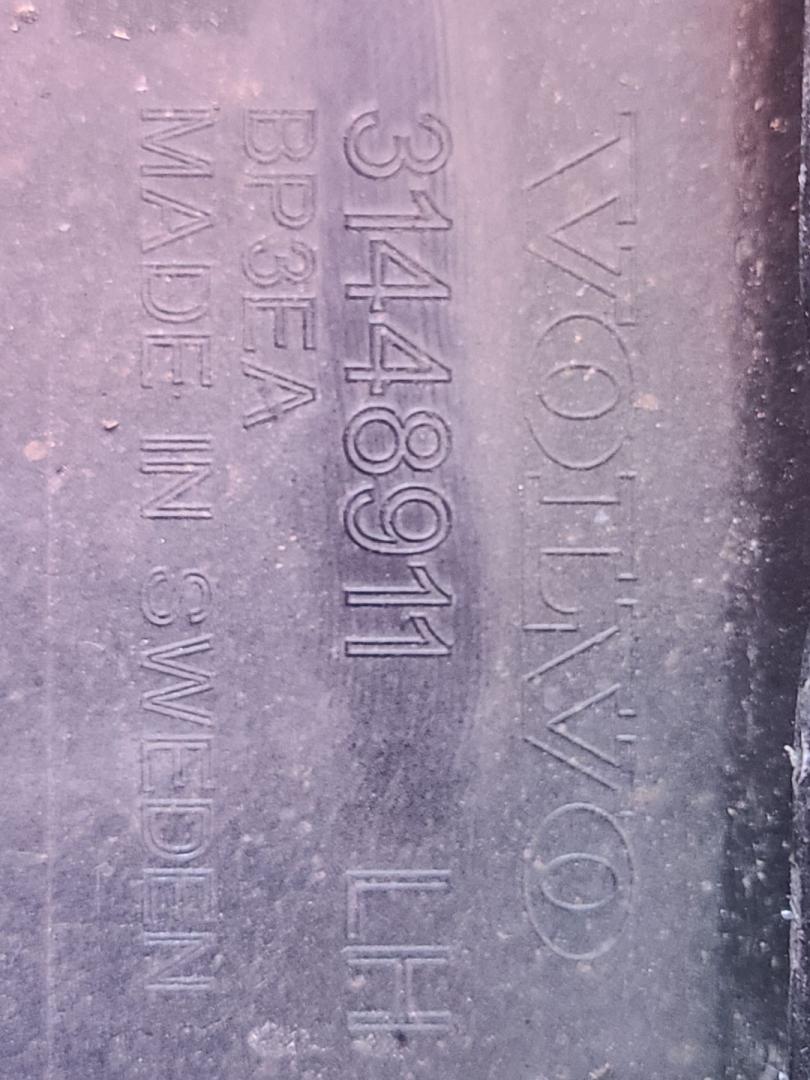 VOLVO
31448911 LH
BP3EA
MADE IN SWEDEN